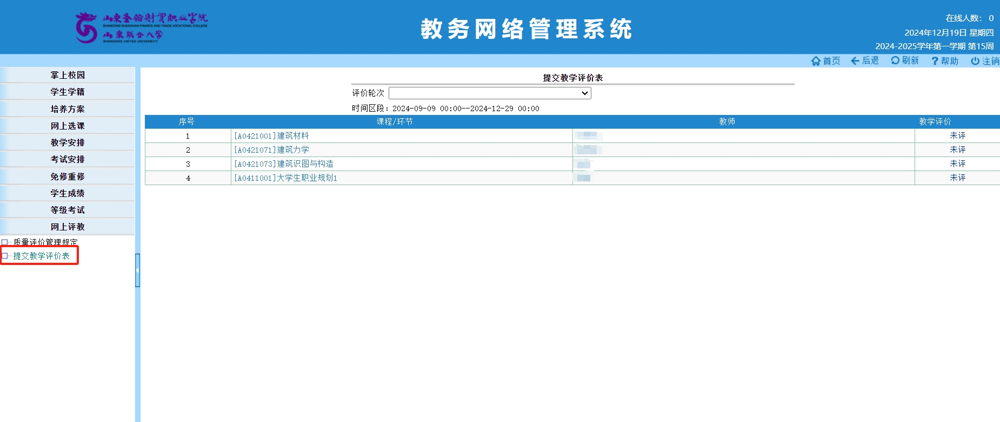 山东圣翰财贸职业学院
SHANDONG SHENGHAN FINANCE AND TRADE VOCATIONAL COLLEGE
山东联合大学
SHANDONG UNITED UNIVERSITY
教务网络管理系统
在线人数： 0
2024年12月19日 星期四
2024-2025学年第一学期 第15周
首页 后退 刷新 帮助 注销
掌上校园
学生学籍
培养方案
网上选课
教学安排
考试安排
免修重修
学生成绩
等级考试
网上评教
质量评价管理规定
提交教学评价表
提交教学评价表
评价轮次
时间区段：2024-09-09 00:00--2024-12-29 00:00
序号 课程/环节 教师 教学评价
1 [A0421001]建筑材料 未评
2 [A0421071]建筑力学 未评
3 [A0421073]建筑识图与构造 未评
4 [A0411001]大学生职业规划1 未评